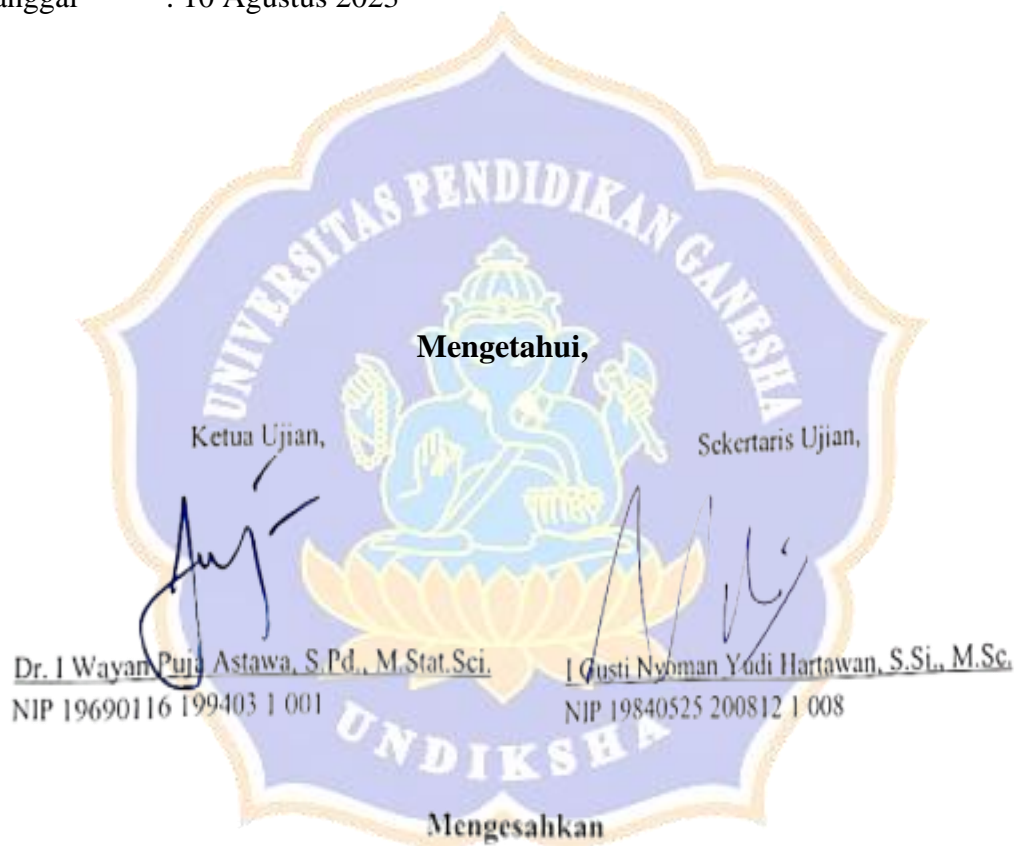 : 10 Agustus 2023
UNIVERSITAS PENDIDIKAN GANESHA
Mengetahui,
Ketua Ujian,
Sekertaris Ujian,
Dr. I Wayan Puja Astawa, S.Pd., M.Stat.Sci.
I Gusti Nyoman Yudi Hartawan, S.Si., M.Sc.
NIP 19690116 199403 1 001
NIP 19840525 200812 1 008
UNDIKSHA
Mengesahkan